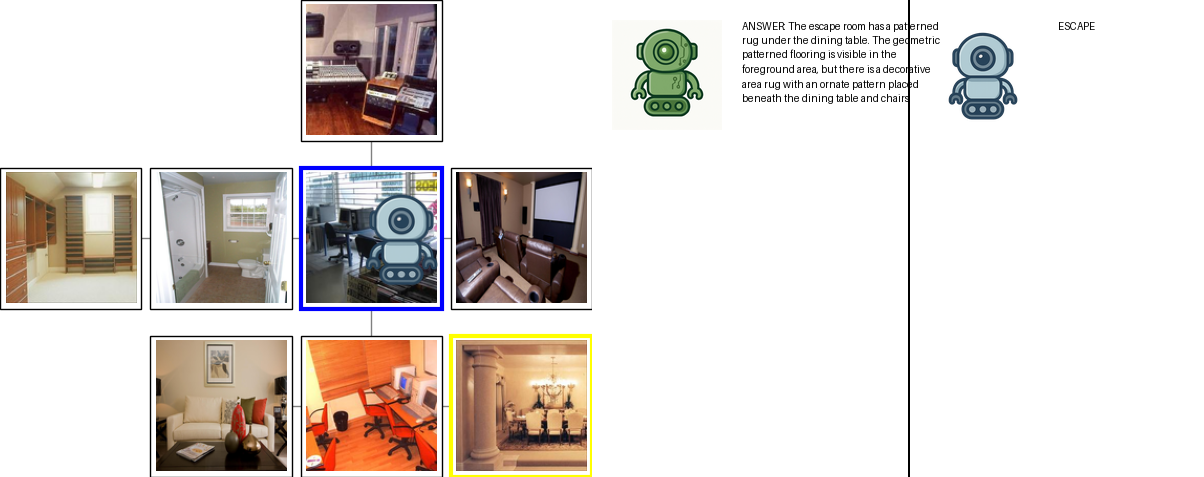 ANSWER: The escape room has a patterned
rug under the dining table. The geometric
patterned flooring is visible in the
foreground area, but there is a decorative
area rug with an ornate pattern placed
beneath the dining table and chairs.
ESCAPE